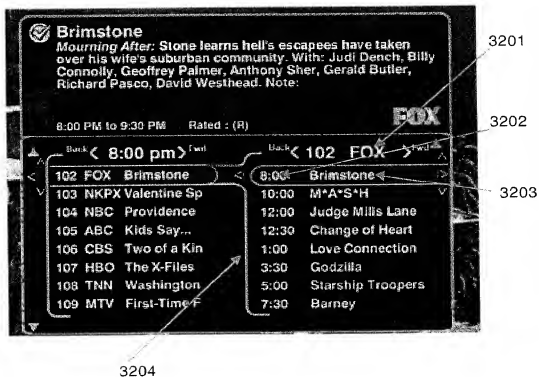 Brimstone
Mourning After: Stone learns hell's escapees have taken
over his wife's suburban community. With: Judi Dench, Billy
Connolly, Geoffrey Palmer, Anthony Sher, Gerald Butler,
Richard Pasco, David Westhead. Note:
8:00 PM to 9:30 PM Rated : (R)
FOX
Back < 8:00 pm > Fwd
102 FOX Brimstone
103 NKPX Valentine Sp
104 NBC Providence
105 ABC Kids Say...
106 CBS Two of a Kin
107 HBO The X-Files
108 TNN Washington
109 MTV First-Time F
Back < 102 FOX > Fwd
8:00 Brimstone
10:00 M*A*S*H
12:00 Judge Mills Lane
12:30 Change of Heart
1:00 Love Connection
3:30 Godzilla
5:00 Starship Troopers
7:30 Barney
3201
3202
3203
3204